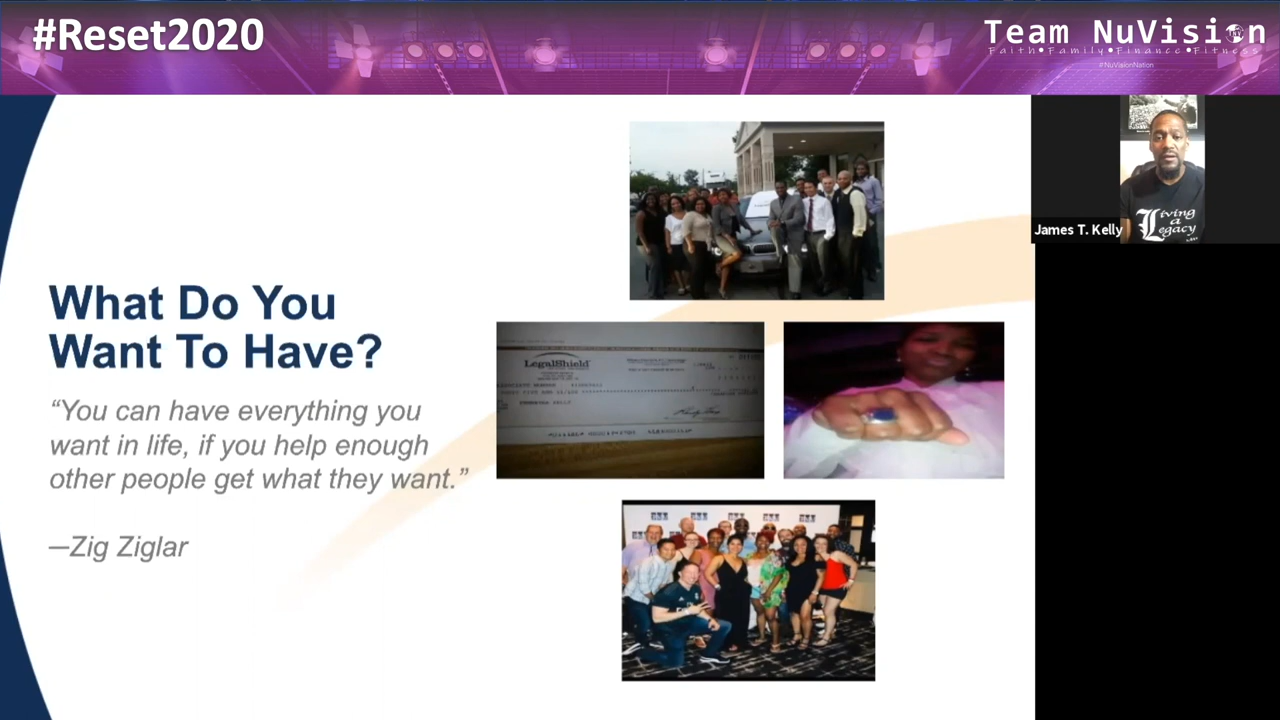 #Reset2020
Team NuVision
Faith•Family•Finance•Fitness
#NuVisionNation
What Do You
Want To Have?
“You can have everything you
want in life, if you help enough
other people get what they want.”
—Zig Ziglar
LegalShield
James T. Kelly
Living
a
Legacy